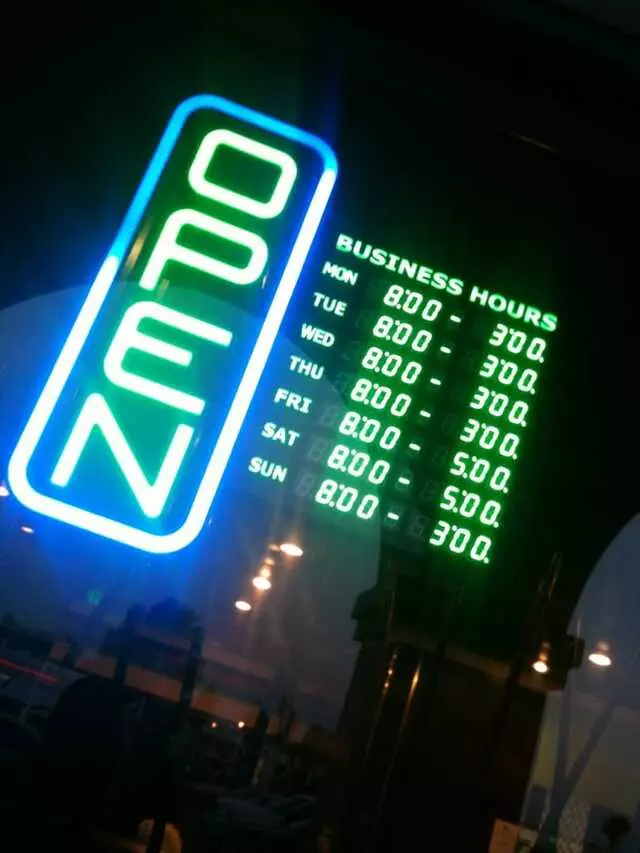 OPEN
BUSINESS HOURS
MON 8:00 - 3:00.
TUE 8:00 - 3:00.
WED 8:00 - 3:00.
THU 8:00 - 3:00.
FRI 8:00 - 5:00.
SAT 8:00 - 5:00.
SUN 8:00 - 3:00.